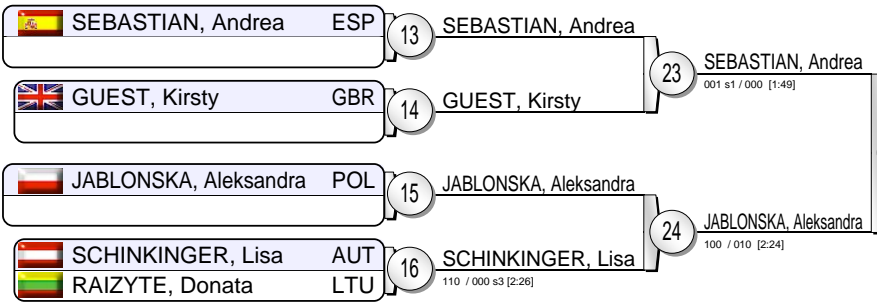 SEBASTIAN, Andrea ESP
13
SEBASTIAN, Andrea
GUEST, Kirsty GBR
14
GUEST, Kirsty
23
SEBASTIAN, Andrea
001 s1 / 000 [1:49]
JABLONSKA, Aleksandra POL
15
JABLONSKA, Aleksandra
SCHINKINGER, Lisa AUT
RAIZYTE, Donata LTU
16
SCHINKINGER, Lisa
110 / 000 s3 [2:26]
24
JABLONSKA, Aleksandra
100 / 010 [2:24]